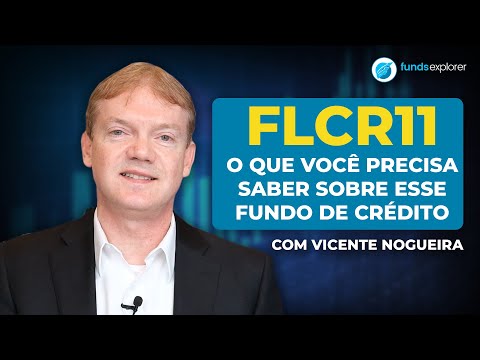 fundsexplorer
FLCR11
O QUE VOCÊ PRECISA
SABER SOBRE ESSE
FUNDO DE CRÉDITO
COM VICENTE NOGUEIRA